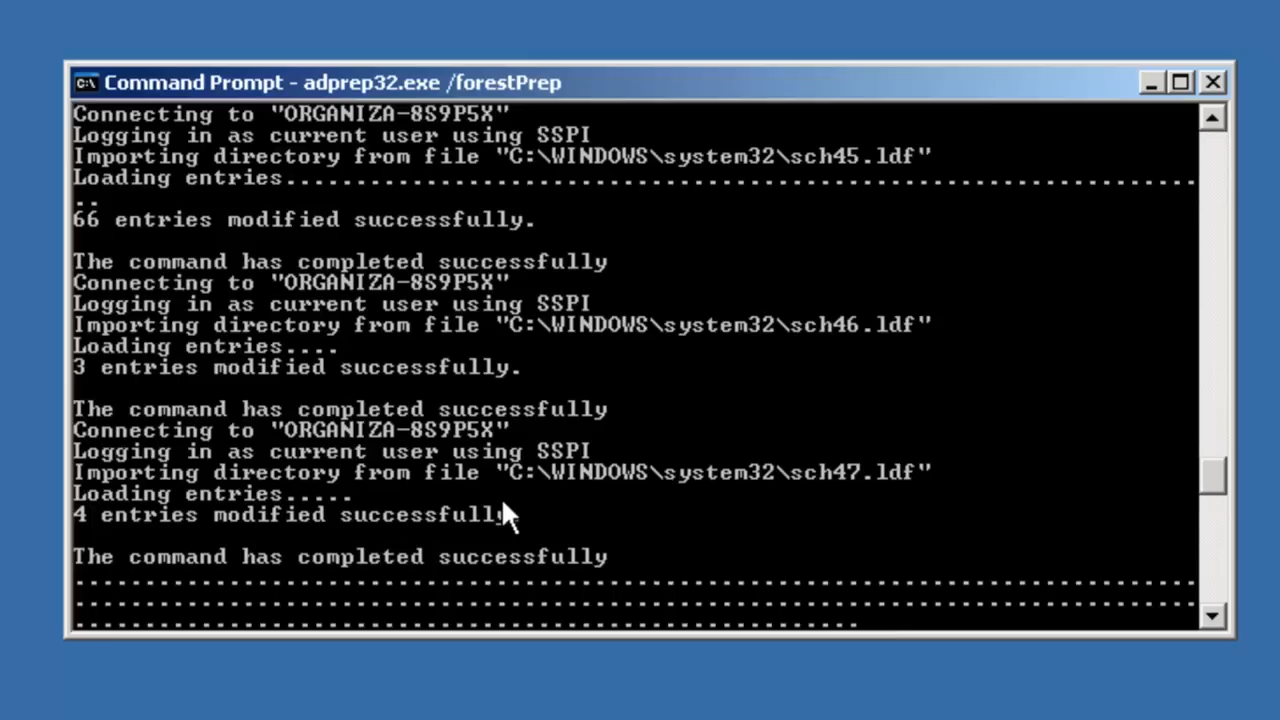 Command Prompt - adprep32.exe /forestPrep
Connecting to "ORGANIZA-8S9P5X"
Logging in as current user using SSPI
Importing directory from file "C:\WINDOWS\system32\sch45.ldf"
Loading entries.................................................................
..
66 entries modified successfully.
The command has completed successfully
Connecting to "ORGANIZA-8S9P5X"
Logging in as current user using SSPI
Importing directory from file "C:\WINDOWS\system32\sch46.ldf"
Loading entries....
3 entries modified successfully.
The command has completed successfully
Connecting to "ORGANIZA-8S9P5X"
Logging in as current user using SSPI
Importing directory from file "C:\WINDOWS\system32\sch47.ldf"
Loading entries.....
4 entries modified successfully
The command has completed successfully
................................................................................
................................................................................
........................................................